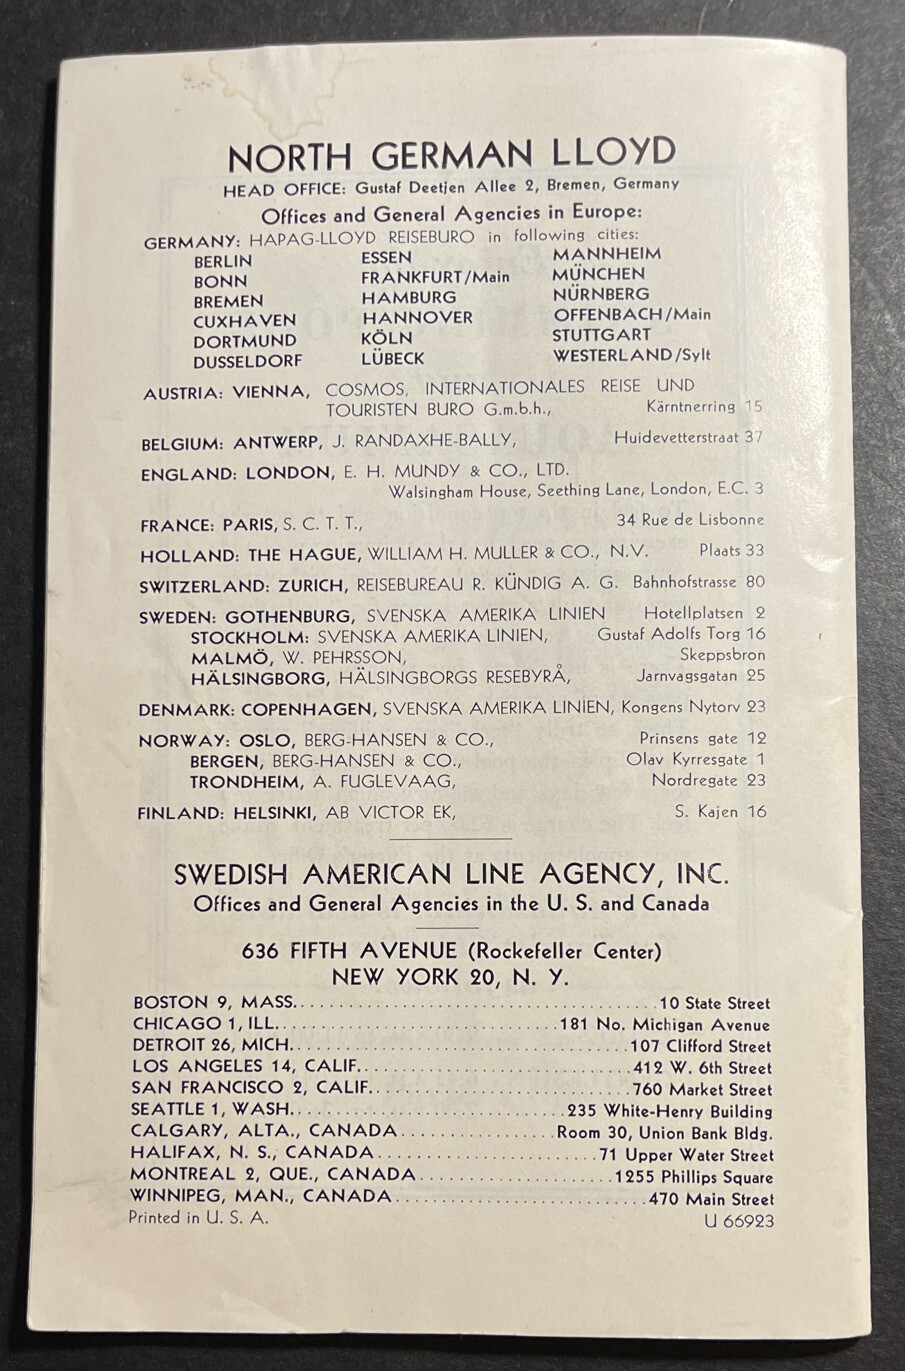 NORTH GERMAN LLOYD
HEAD OFFICE: Gustaf Deetjen Allee 2, Bremen, Germany
Offices and General Agencies in Europe:
GERMANY: HAPAG-LLOYD REISEBURO in following cities:
BERLIN ESSEN MANNHEIM
BONN FRANKFURT/Main MÜNCHEN
BREMEN HAMBURG NÜRNBERG
CUXHAVEN HANNOVER OFFENBACH/Main
DORTMUND KÖLN STUTTGART
DUSSELDORF LÜBECK WESTERLAND/Sylt
AUSTRIA: VIENNA, COSMOS, INTERNATIONALES REISE UND
TOURISTEN BURO G.m.b.h., Kärntnerring 15
BELGIUM: ANTWERP, J. RANDAXHE-BALLY, Huidevetterstraat 37
ENGLAND: LONDON, E. H. MUNDY & CO., LTD.
Walsingham House, Seething Lane, London, E.C. 3
FRANCE: PARIS, S. C. T. T., 34 Rue de Lisbonne
HOLLAND: THE HAGUE, WILLIAM H. MULLER & CO., N.V. Plaats 33
SWITZERLAND: ZURICH, REISEBUREAU R. KÜNDIG A. G. Bahnhofstrasse 80
SWEDEN: GOTHENBURG, SVENSKA AMERIKA LINIEN Hotellplatsen 2
STOCKHOLM: SVENSKA AMERIKA LINIEN, Gustaf Adolfs Torg 16
MALMÖ, W. PEHRSSON, Skeppsbron
HÄLSINGBORG, HÄLSINGBORGS RESEBYRÅ, Jarnvagsgatan 25
DENMARK: COPENHAGEN, SVENSKA AMERIKA LINIEN, Kongens Nytorv 23
NORWAY: OSLO, BERG-HANSEN & CO., Prinsens gate 12
BERGEN, BERG-HANSEN & CO., Olav Kyrresgate 1
TRONDHEIM, A. FUGLEVAAG, Nordregate 23
FINLAND: HELSINKI, AB VICTOR EK, S. Kajen 16
SWEDISH AMERICAN LINE AGENCY, INC.
Offices and General Agencies in the U. S. and Canada
636 FIFTH AVENUE (Rockefeller Center)
NEW YORK 20, N. Y.
BOSTON 9, MASS. 10 State Street
CHICAGO 1, ILL. 181 No. Michigan Avenue
DETROIT 26, MICH. 107 Clifford Street
LOS ANGELES 14, CALIF. 412 W. 6th Street
SAN FRANCISCO 2, CALIF. 760 Market Street
SEATTLE 1, WASH. 235 White-Henry Building
CALGARY, ALTA., CANADA Room 30, Union Bank Bldg.
HALIFAX, N. S., CANADA 71 Upper Water Street
MONTREAL 2, QUE., CANADA 1255 Phillips Square
WINNIPEG, MAN., CANADA 470 Main Street
Printed in U. S. A. U 66923